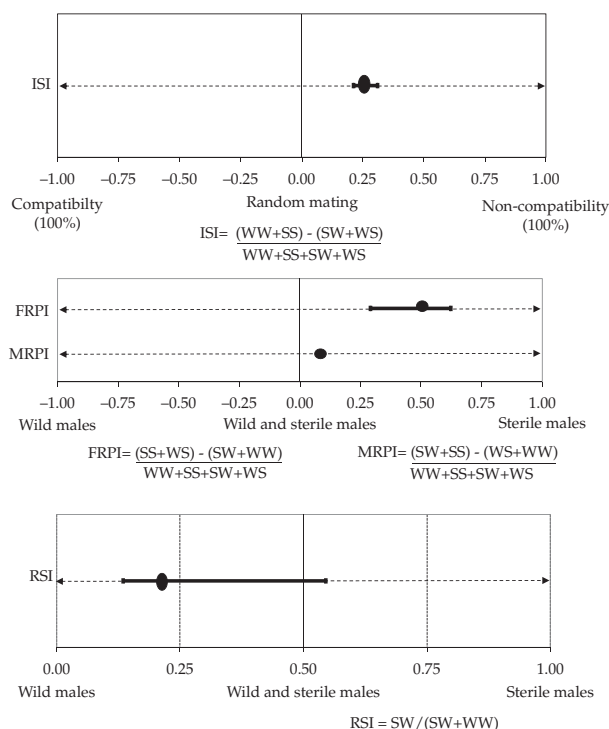 ISI
−1.00 −0.75 −0.50 −0.25 0.00 0.25 0.50 0.75 1.00
Compatibilty Random mating Non-compatibility
(100%) (100%)
ISI= (WW+SS) - (SW+WS)
WW+SS+SW+WS
FRPI
MRPI
−1.00 −0.75 −0.50 −0.25 0.00 0.25 0.50 0.75 1.00
Wild males Wild and sterile males Sterile males
FRPI= (SS+WS) - (SW+WW) MRPI= (SW+SS) - (WS+WW)
WW+SS+SW+WS WW+SS+SW+WS
RSI
0.00 0.25 0.50 0.75 1.00
Wild males Wild and sterile males Sterile males
RSI = SW/(SW+WW)